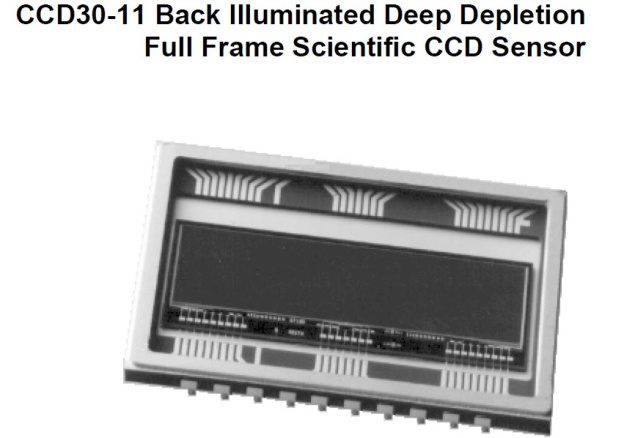 CCD30-11 Back Illuminated Deep Depletion
Full Frame Scientific CCD Sensor